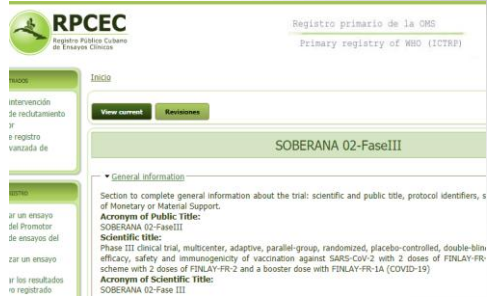 RPCEC
Registro Público Cubano
de Ensayos Clínicos
Registro primario de la OMS
Primary registry of WHO (ICTRP)
Inicio
View current
Revisiones
intervención
de reclutamiento
or
e registro
vanzada de
SOBERANA 02-FaseIII
General information
Section to complete general information about the trial: scientific and public title, protocol identifiers, s
of Monetary or Material Support.
Acronym of Public Title:
SOBERANA 02-FaseIII
Scientific title:
Phase III clinical trial, multicenter, adaptive, parallel-group, randomized, placebo-controlled, double-blin
efficacy, safety and immunogenicity of vaccination against SARS-CoV-2 with 2 doses of FINLAY-FR-
scheme with 2 doses of FINLAY-FR-2 and a booster dose with FINLAY-FR-1A (COVID-19)
Acronym of Scientific Title:
SOBERANA 02-Fase III
ar un ensayo
del Promotor
de ensayos del
zar un ensayo
ar los resultados
yo registrado